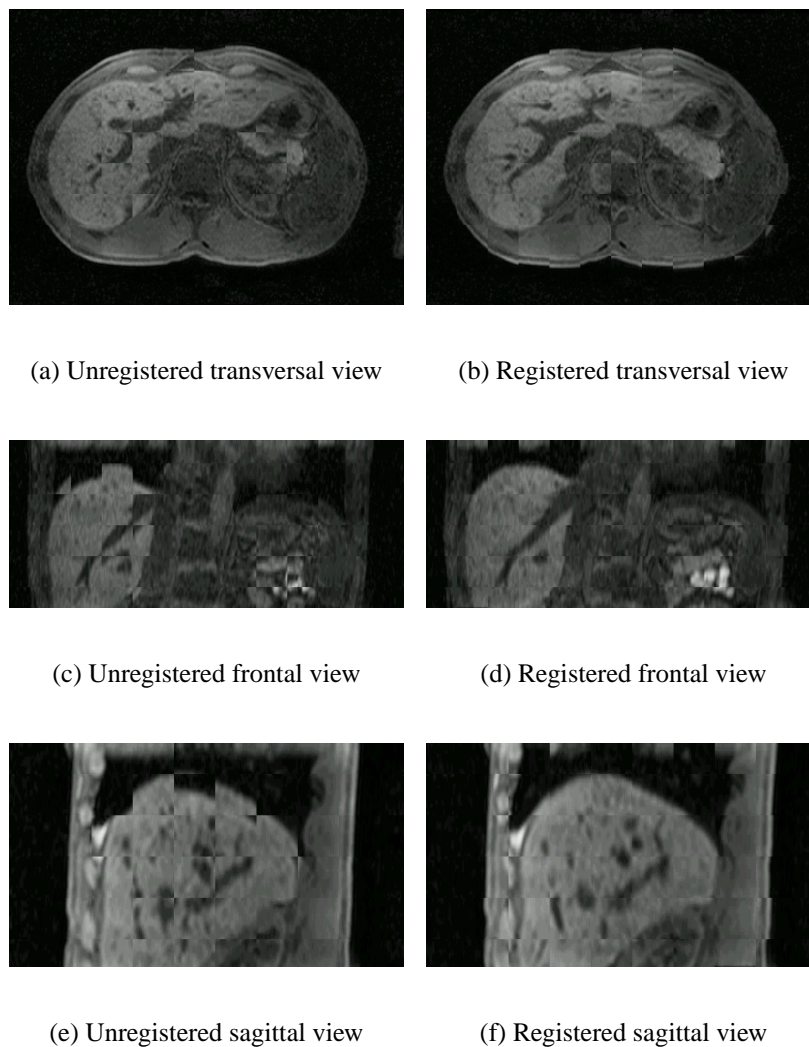 (a) Unregistered transversal view
(b) Registered transversal view
(c) Unregistered frontal view
(d) Registered frontal view
(e) Unregistered sagittal view
(f) Registered sagittal view